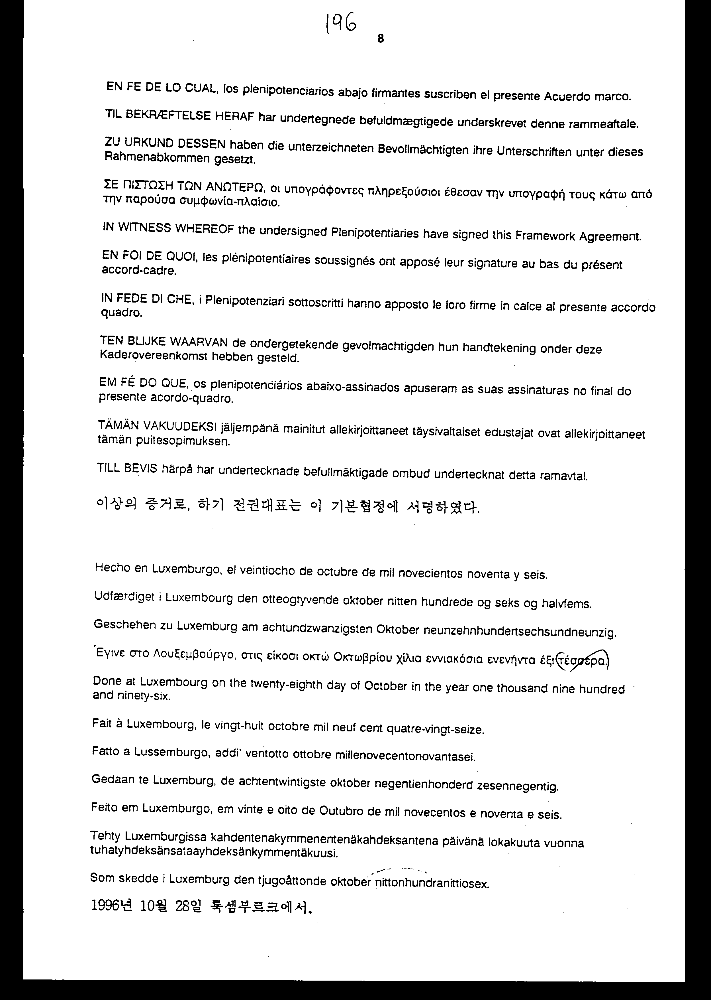 196
8
EN FE DE LO CUAL, los plenipotenciarios abajo firmantes suscriben el presente Acuerdo marco.
TIL BEKRÆFTELSE HERAF har undertegnede befuldmægtigede underskrevet denne rammeaftale.
ZU URKUND DESSEN haben die unterzeichneten Bevollmächtigten ihre Unterschriften unter dieses
Rahmenabkommen gesetzt.
ΣΕ ΠΙΣΤΩΣΗ ΤΩΝ ΑΝΩΤΕΡΩ, οι υπογράφοντες πληρεξούσιοι έθεσαν την υπογραφή τους κάτω από
την παρούσα συμφωνία-πλαίσιο.
IN WITNESS WHEREOF the undersigned Plenipotentiaries have signed this Framework Agreement.
EN FOI DE QUOI, les plénipotentiaires soussignés ont apposé leur signature au bas du présent
accord-cadre.
IN FEDE DI CHE, i Plenipotenziari sottoscritti hanno apposto le loro firme in calce al presente accordo
quadro.
TEN BLIJKE WAARVAN de ondergetekende gevolmachtigden hun handtekening onder deze
Kaderovereenkomst hebben gesteld.
EM FÉ DO QUE, os plenipotenciários abaixo-assinados apuseram as suas assinaturas no final do
presente acordo-quadro.
TÄMÄN VAKUUDEKSI jäljempänä mainitut allekirjoittaneet täysivaltaiset edustajat ovat allekirjoittaneet
tämän puitesopimuksen.
TILL BEVIS härpå har undertecknade befullmäktigade ombud undertecknat detta ramavtal.
이상의 증거로, 하기 전권대표는 이 기본협정에 서명하였다.
Hecho en Luxemburgo, el veintiocho de octubre de mil novecientos noventa y seis.
Udfærdiget i Luxembourg den otteogtyvende oktober nitten hundrede og seks og halvfems.
Geschehen zu Luxemburg am achtundzwanzigsten Oktober neunzehnhundertsechsundneunzig.
Έγινε στο Λουξεμβούργο, στις είκοσι οκτώ Οκτωβρίου χίλια εννιακόσια ενενήντα έξι τέσσερα.
Done at Luxembourg on the twenty-eighth day of October in the year one thousand nine hundred
and ninety-six.
Fait à Luxembourg, le vingt-huit octobre mil neuf cent quatre-vingt-seize.
Fatto a Lussemburgo, addi' ventotto ottobre millenovecentonovantasei.
Gedaan te Luxemburg, de achtentwintigste oktober negentienhonderd zesennegentig.
Feito em Luxemburgo, em vinte e oito de Outubro de mil novecentos e noventa e seis.
Tehty Luxemburgissa kahdentenakymmenentenäkahdeksantena päivänä lokakuuta vuonna
tuhatyhdeksänsataayhdeksänkymmentäkuusi.
Som skedde i Luxemburg den tjugoåttonde oktober nittonhundranittiosex.
1996년 10월 28일 룩셈부르크에서.